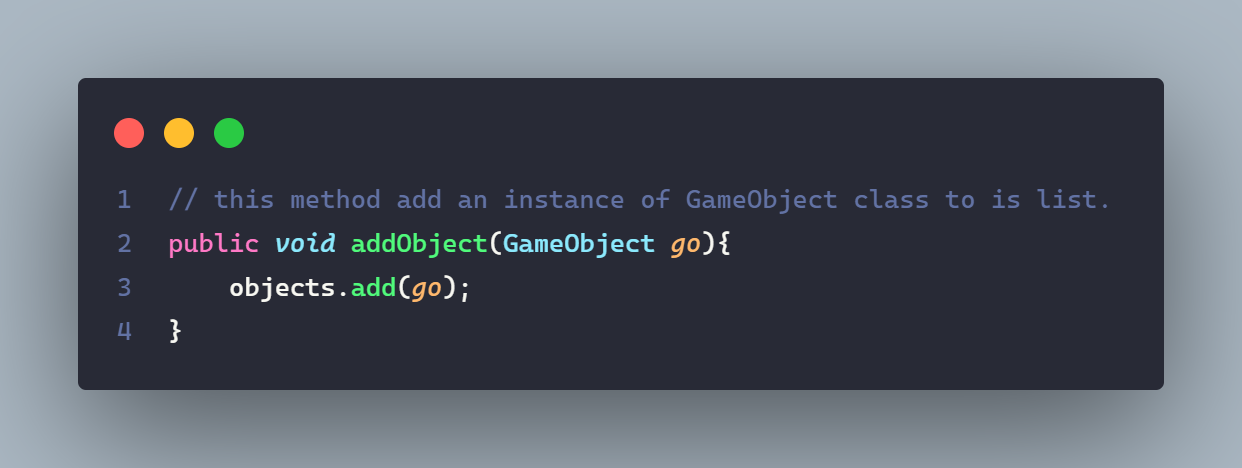 1 // this method add an instance of GameObject class to is list.
2 public void addObject(GameObject go){
3     objects.add(go);
4 }